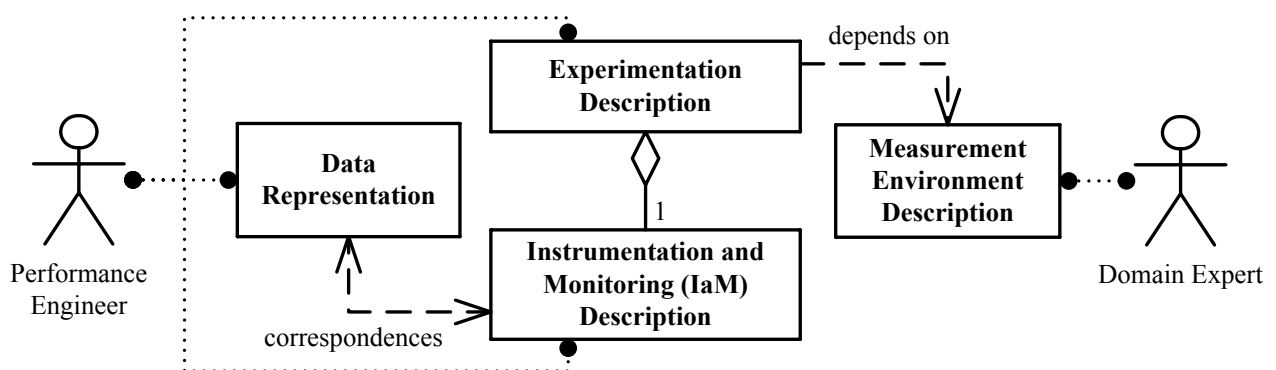 depends on
Experimentation
Description
Data
Representation
Measurement
Environment
Description
1
Instrumentation and
Monitoring (IaM)
Description
correspondences
Performance
Engineer
Domain Expert